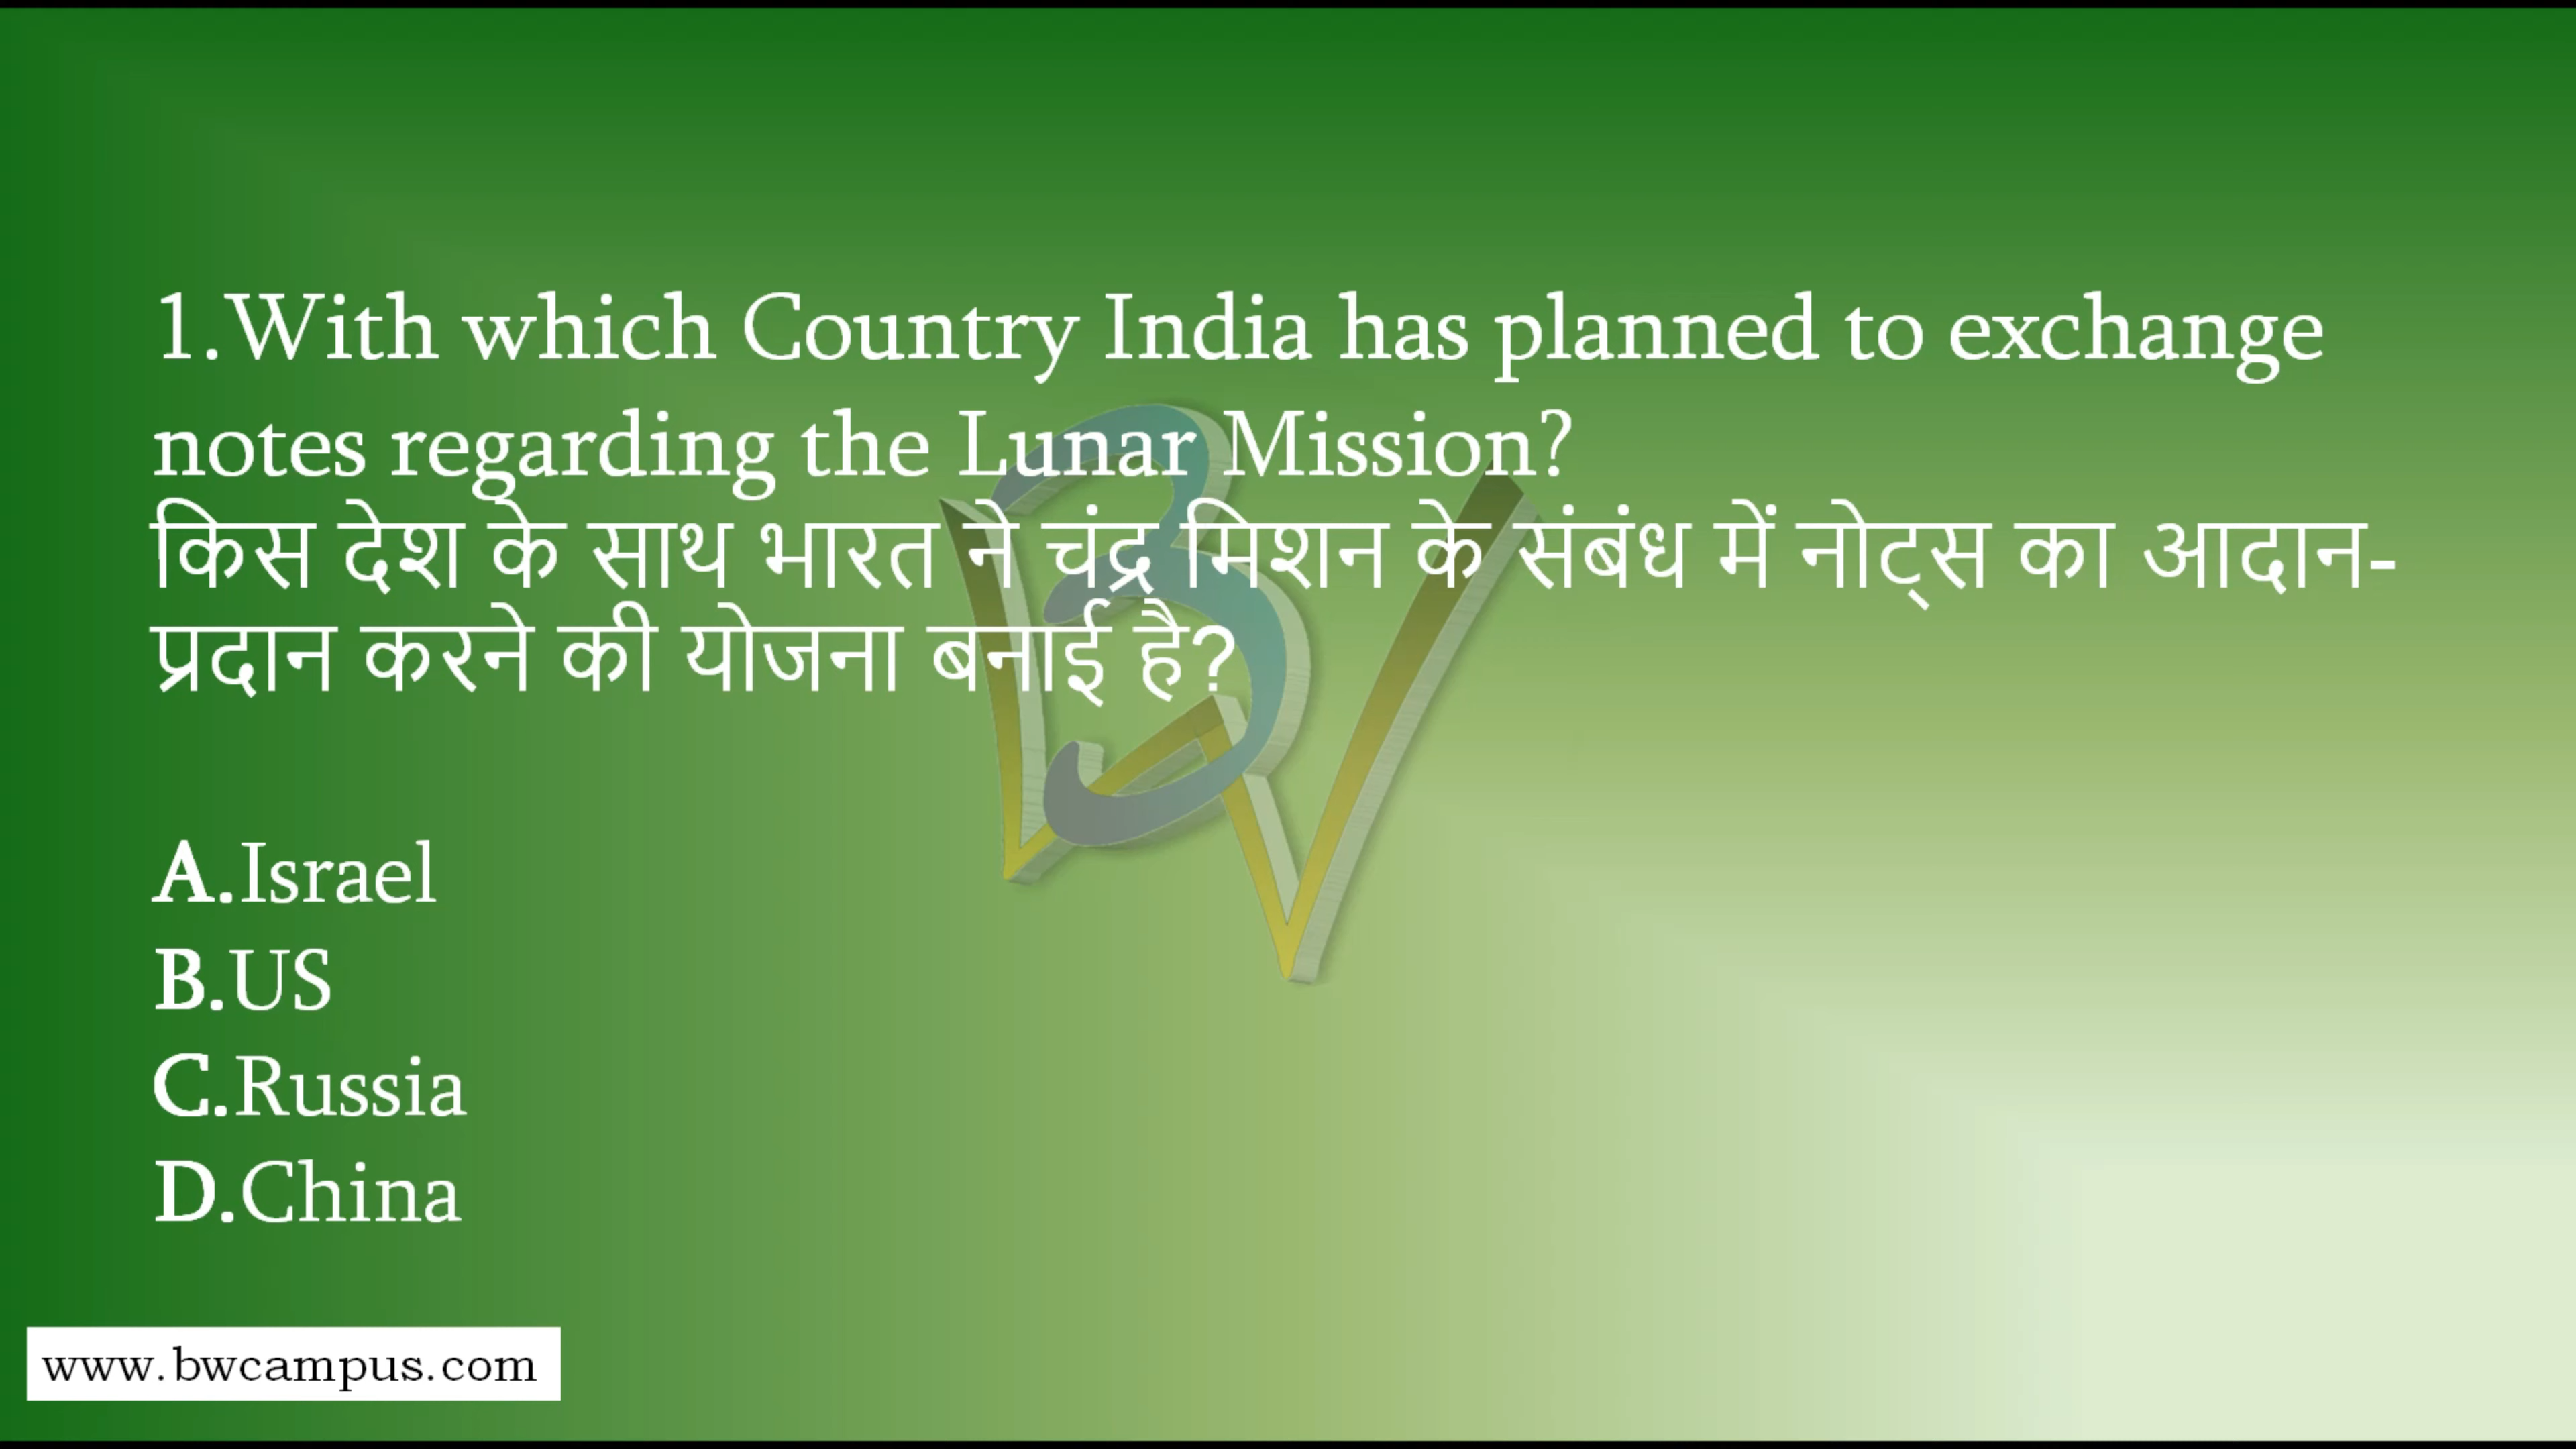 1.With which Country India has planned to exchange
notes regarding the Lunar Mission?
किस देश के साथ भारत ने चंद्र मिशन के संबंध में नोट्स का आदान-
प्रदान करने की योजना बनाई है?
A.Israel
B.US
C.Russia
D.China
www.bwcampus.com